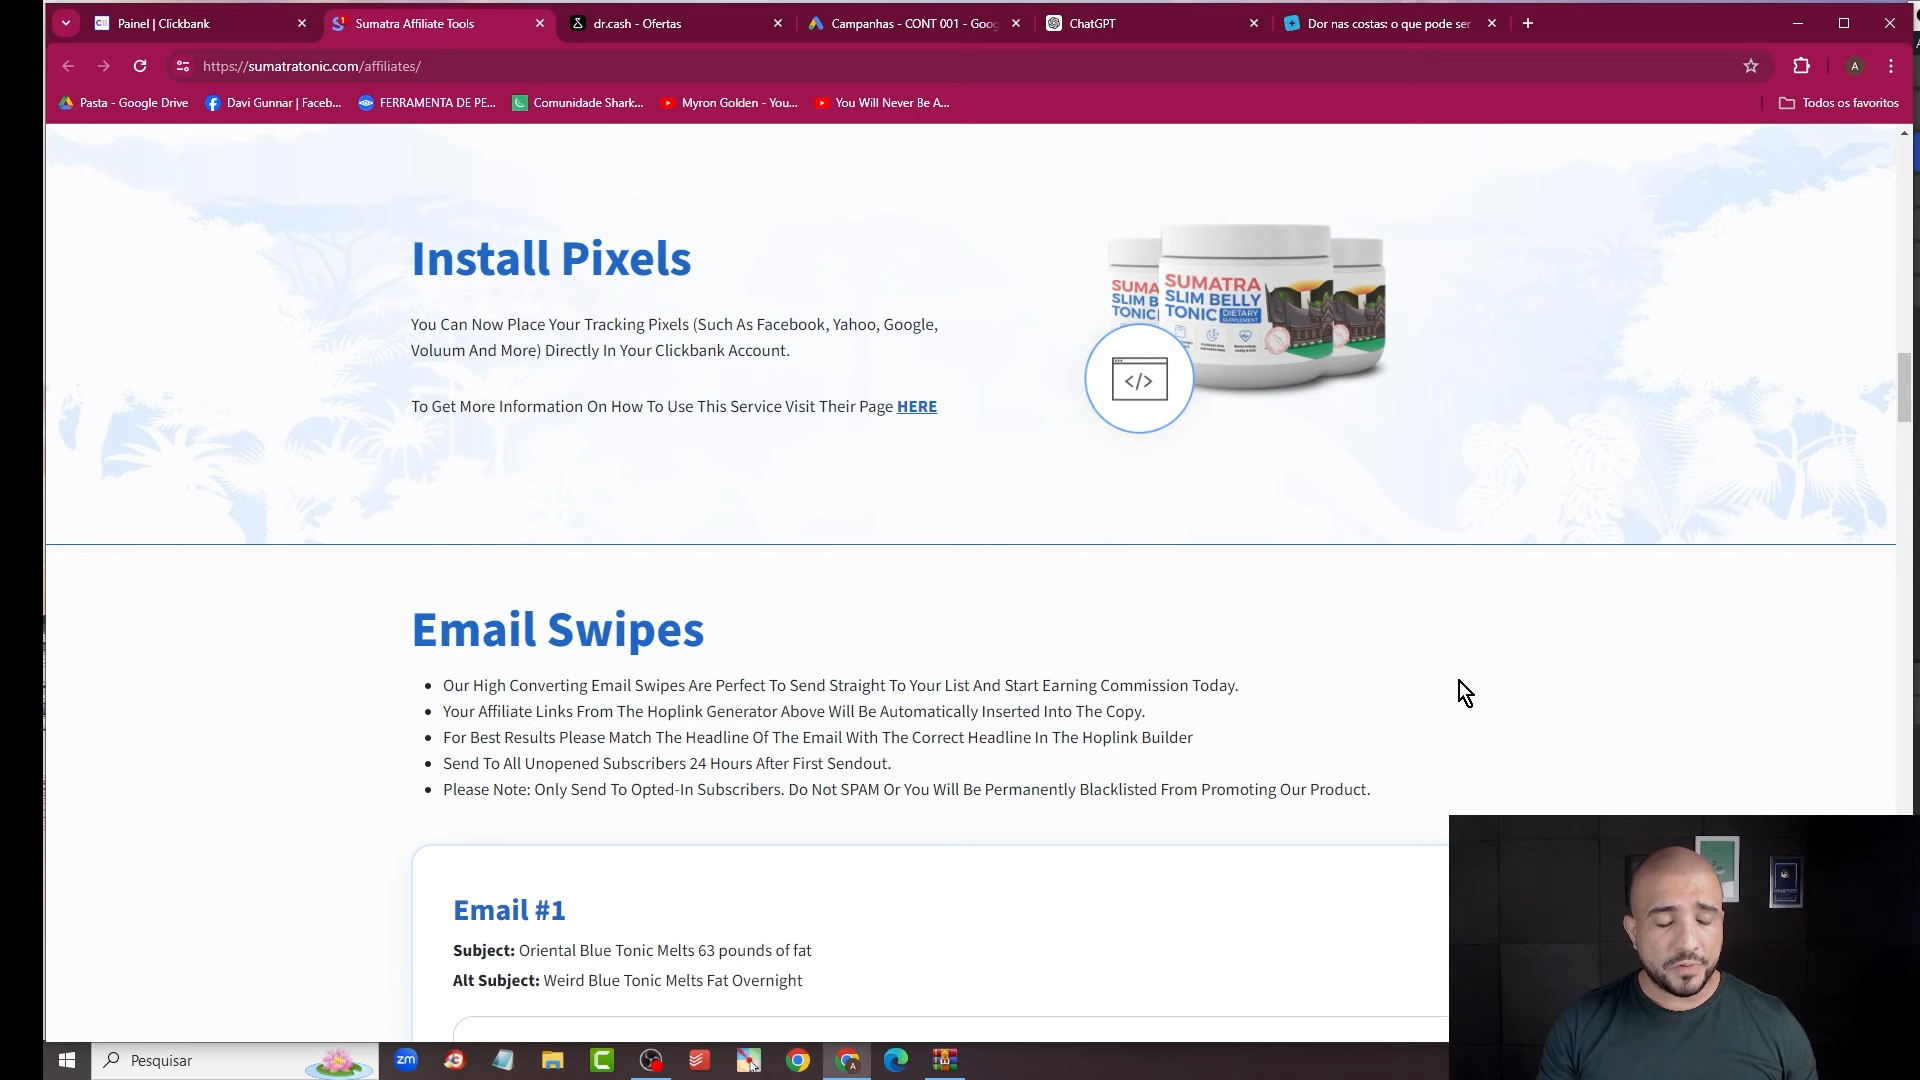 Painel | Clickbank
Sumatra Affiliate Tools
dr.cash - Ofertas
Campanhas - CONT 001 - Goog
ChatGPT
Dor nas costas: o que pode ser
https://sumatratonic.com/affiliates/
A
Pasta - Google Drive
Davi Gunnar | Faceb...
FERRAMENTA DE PE...
Comunidade Shark...
Myron Golden - You...
You Will Never Be A...
Todos os favoritos
Install Pixels
You Can Now Place Your Tracking Pixels (Such As Facebook, Yahoo, Google,
Voluum And More) Directly In Your Clickbank Account.
To Get More Information On How To Use This Service Visit Their Page HERE
SUMATRA
SLIM BELLY
TONIC DIETARY
SUPPLEMENT
</>
Email Swipes
Our High Converting Email Swipes Are Perfect To Send Straight To Your List And Start Earning Commission Today.
Your Affiliate Links From The Hoplink Generator Above Will Be Automatically Inserted Into The Copy.
For Best Results Please Match The Headline Of The Email With The Correct Headline In The Hoplink Builder
Send To All Unopened Subscribers 24 Hours After First Sendout.
Please Note: Only Send To Opted-In Subscribers. Do Not SPAM Or You Will Be Permanently Blacklisted From Promoting Our Product.
Email #1
Subject: Oriental Blue Tonic Melts 63 pounds of fat
Alt Subject: Weird Blue Tonic Melts Fat Overnight
Pesquisar
zm